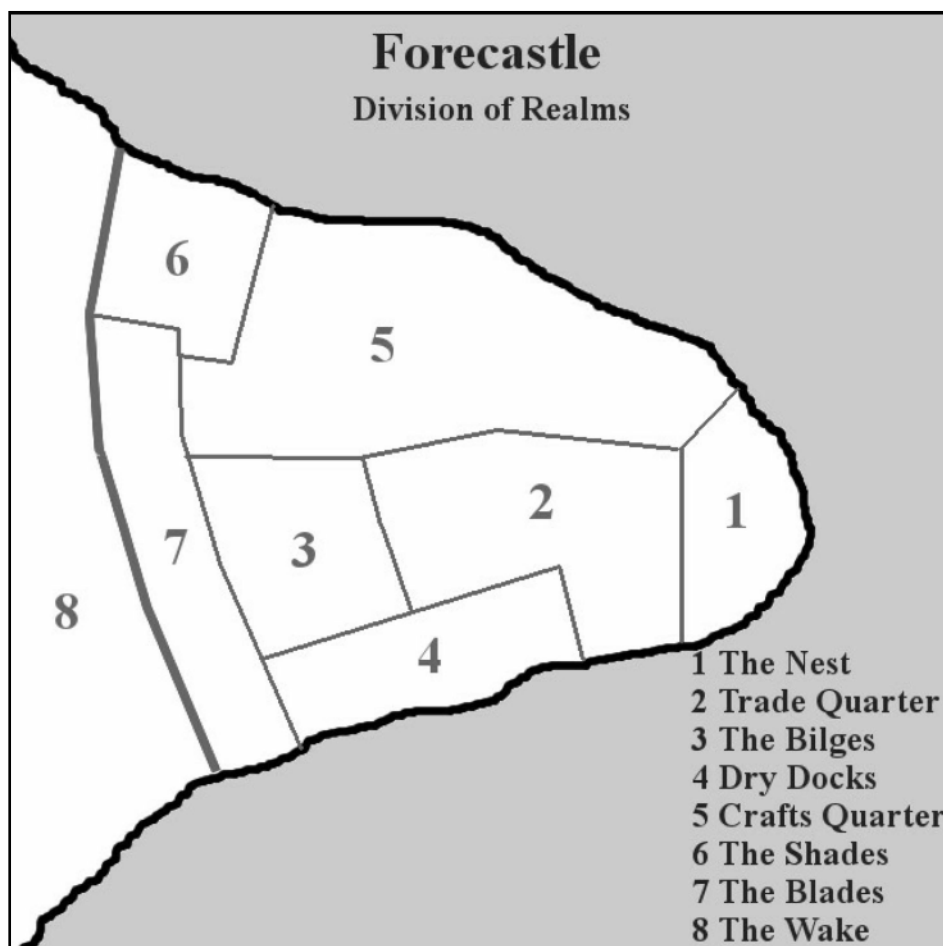 Forecastle
Division of Realms
6
5
2
1
3
7
8
4
1 The Nest
2 Trade Quarter
3 The Bilges
4 Dry Docks
5 Crafts Quarter
6 The Shades
7 The Blades
8 The Wake